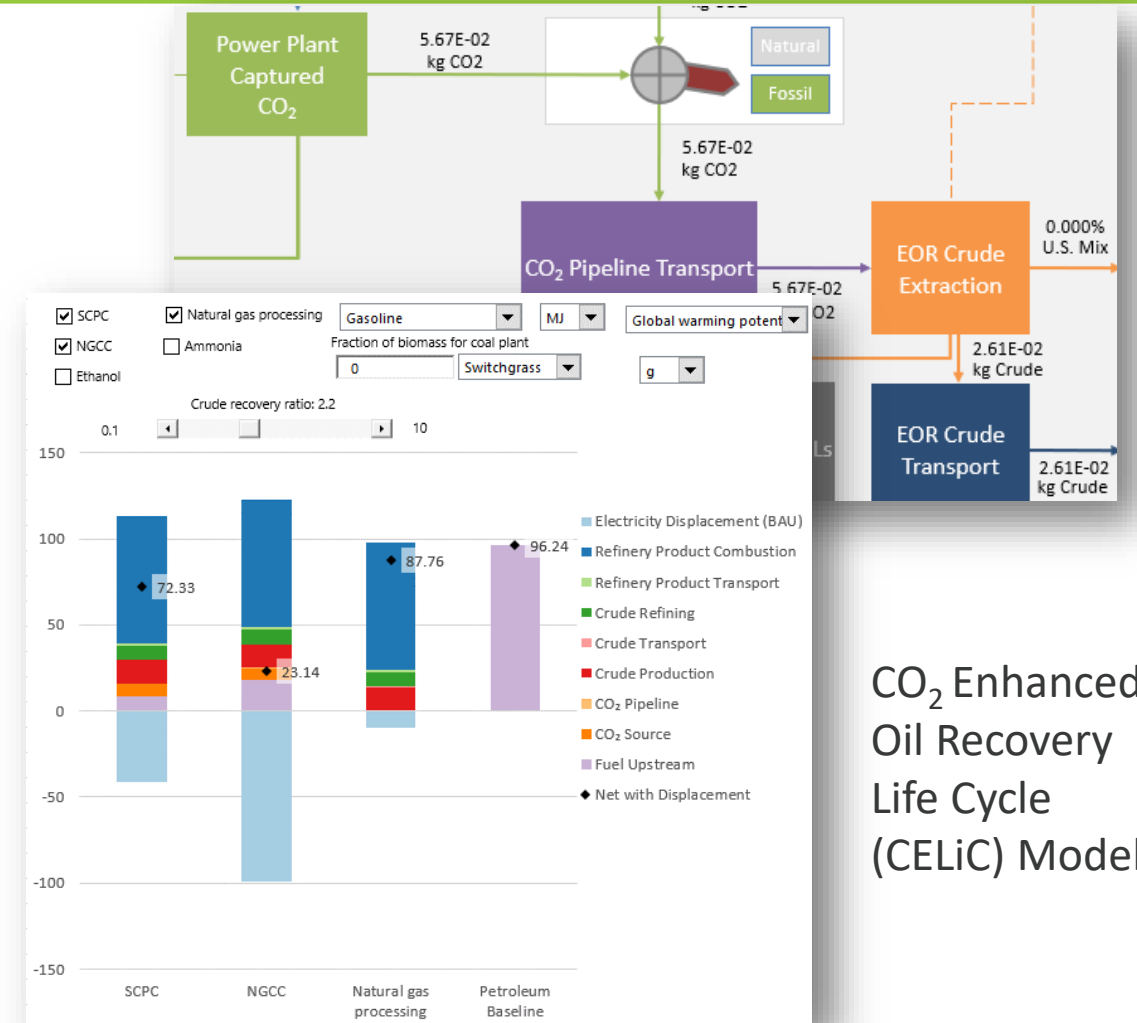 Power Plant
Captured
CO₂
5.67E-02
kg CO2
Natural
Fossil
5.67E-02
kg CO2
CO₂ Pipeline Transport
5.67E-02
O2
EOR Crude
Extraction
0.000%
U.S. Mix
2.61E-02
kg Crude
Ls
EOR Crude
Transport
2.61E-02
kg Crude
SCPC
Natural gas processing
Gasoline
MJ
Global warming potent
NGCC
Ammonia
Fraction of biomass for coal plant
Ethanol
0
Switchgrass
g
Crude recovery ratio: 2.2
0.1
10
150
100
50
0
-50
-100
-150
72.33
23.14
87.76
96.24
SCPC
NGCC
Natural gas
processing
Petroleum
Baseline
Electricity Displacement (BAU)
Refinery Product Combustion
Refinery Product Transport
Crude Refining
Crude Transport
Crude Production
CO₂ Pipeline
CO₂ Source
Fuel Upstream
Net with Displacement
CO₂ Enhanced
Oil Recovery
Life Cycle
(CELiC) Model